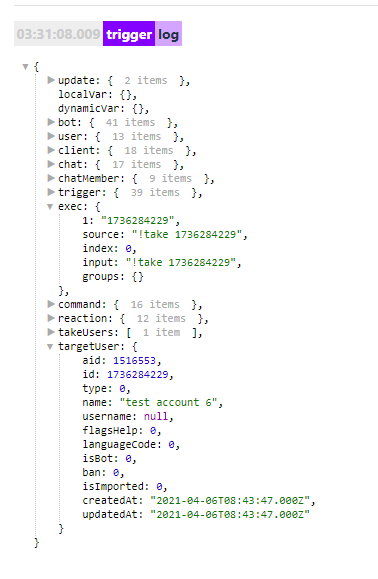 03:31:08.009 trigger log
{
update: { 2 items },
localVar: {},
dynamicVar: {},
bot: { 41 items },
user: { 13 items },
client: { 18 items },
chat: { 17 items },
chatMember: { 9 items },
trigger: { 39 items },
exec: {
1: "1736284229",
source: "!take 1736284229",
index: 0,
input: "!take 1736284229",
groups: {}
},
command: { 16 items },
reaction: { 12 items },
takeUsers: [ 1 item ],
targetUser: {
aid: 1516553,
id: 1736284229,
type: 0,
name: "test account 6",
username: null,
flagsHelp: 0,
languageCode: 0,
isBot: 0,
ban: 0,
isImported: 0,
createdAt: "2021-04-06T08:43:47.000Z",
updatedAt: "2021-04-06T08:43:47.000Z"
}
}